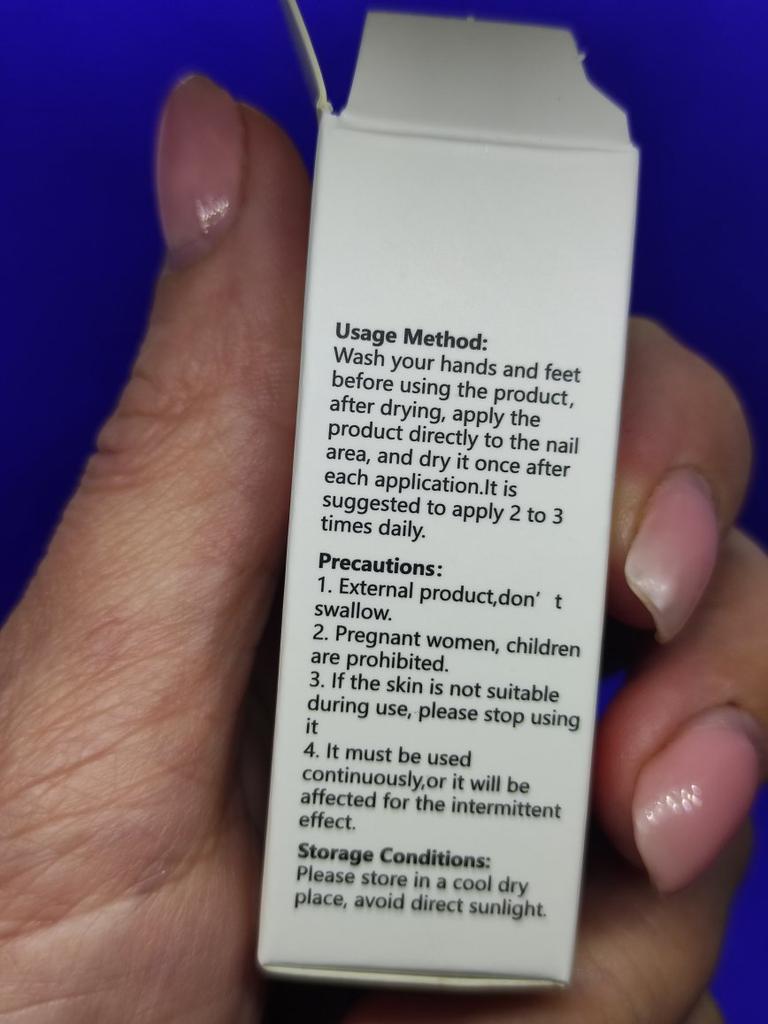 Usage Method:
Wash your hands and feet
before using the product,
after drying, apply the
product directly to the nail
area, and dry it once after
each application.It is
suggested to apply 2 to 3
times daily.
Precautions:
1. External product,don’ t
swallow.
2. Pregnant women, children
are prohibited.
3. If the skin is not suitable
during use, please stop using
it
4. It must be used
continuously,or it will be
affected for the intermittent
effect.
Storage Conditions:
Please store in a cool dry
place, avoid direct sunlight.